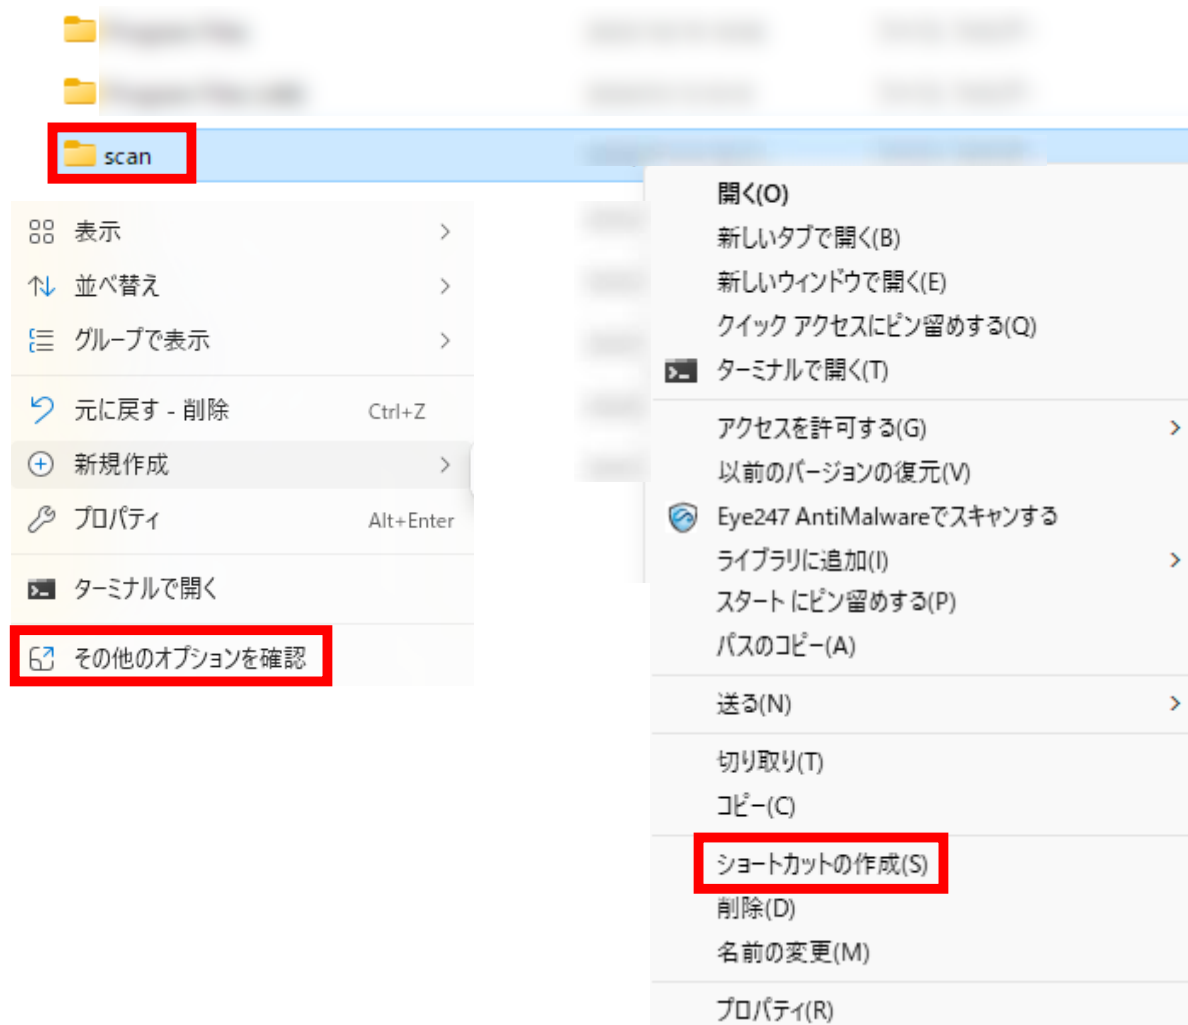 scan
表示
並べ替え
グループで表示
元に戻す - 削除 Ctrl+Z
新規作成
プロパティ Alt+Enter
ターミナルで開く
その他のオプションを確認
開く(O)
新しいタブで開く(B)
新しいウィンドウで開く(E)
クイック アクセスにピン留めする(Q)
ターミナルで開く(T)
アクセスを許可する(G)
以前のバージョンの復元(V)
Eye247 AntiMalwareでスキャンする
ライブラリに追加(I)
スタート にピン留めする(P)
パスのコピー(A)
送る(N)
切り取り(T)
コピー(C)
ショートカットの作成(S)
削除(D)
名前の変更(M)
プロパティ(R)